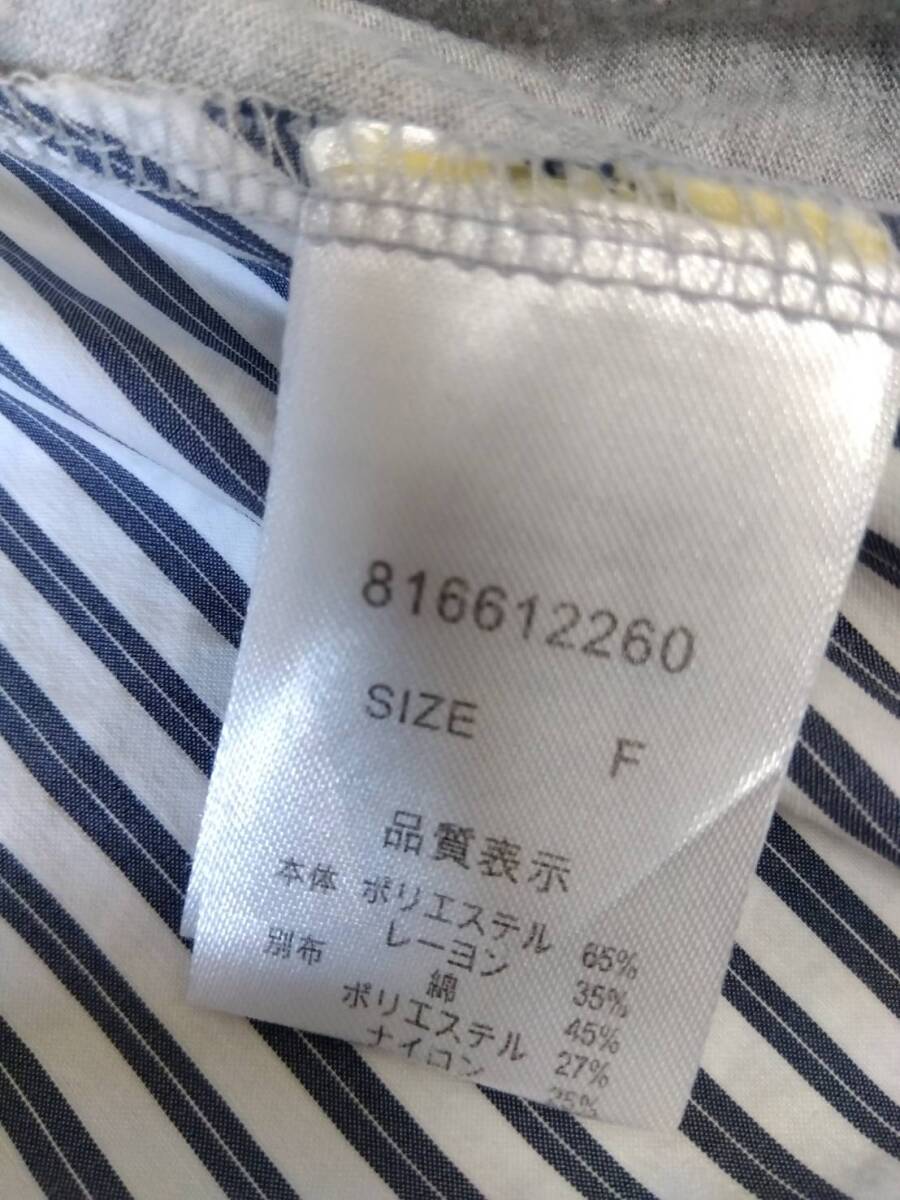 816612260
SIZE F
品質表示
本体 ポリエステル 65%
レーヨン 35%
別布 綿 45%
ポリエステル 27%
ナイロン